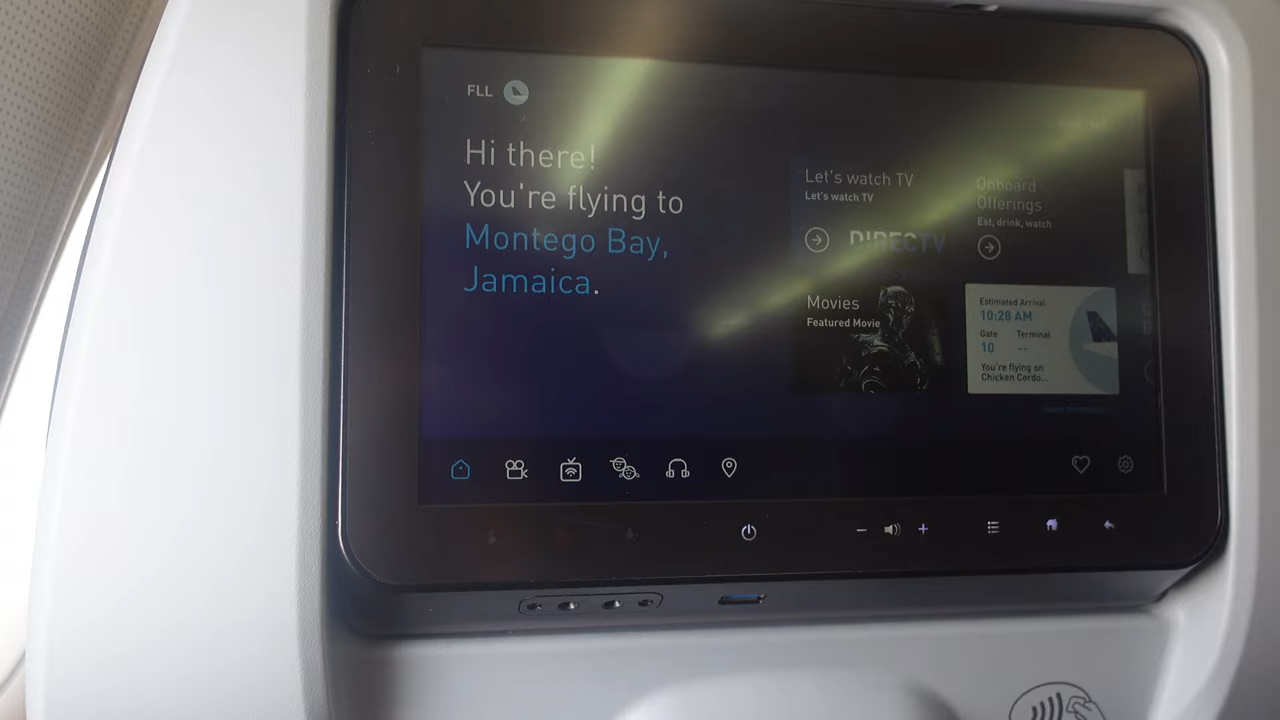 FLL
Hi there!
You're flying to
Montego Bay,
Jamaica.
Let's watch TV
Let's watch TV
DIRECTV
Onboard
Offerings
Eat, drink, watch
Movies
Featured Movie
Estimated Arrival
10:28 AM
Gate Terminal
10 --
You're flying on
Chicken Cordo...